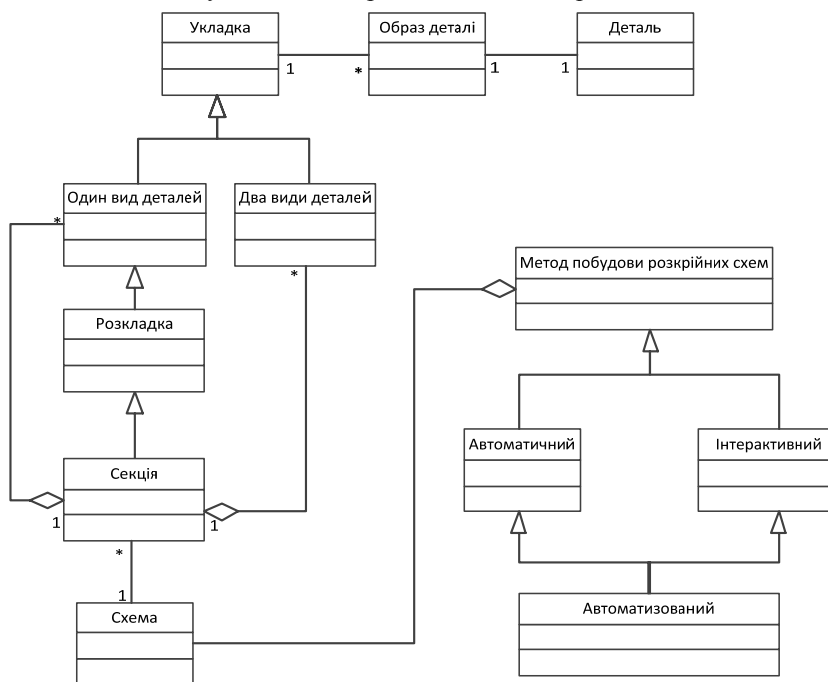 Укладка
Образ деталі
Деталь
1
*
1
1
Один вид деталей
Два види деталей
*
*
Метод побудови розкрійних схем
Розкладка
Автоматичний
Інтерактивний
Секція
1
1
*
1
Схема
Автоматизований